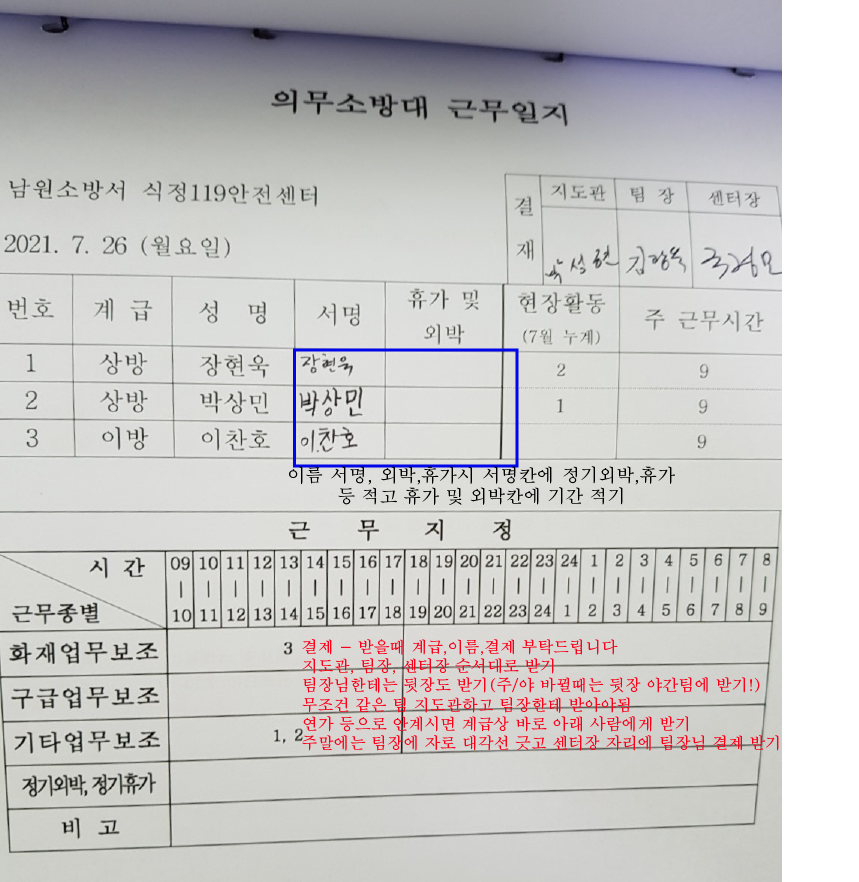 의무소방대 근무일지
남원소방서 식정119안전센터
2021. 7. 26 (월요일)
결재 지도관 팀 장 센터장
번호 계 급 성 명 서명 휴가 및 외박 현장활동 (7월 누계) 주 근무시간
1 상방 장현욱 장현욱 2 9
2 상방 박상민 박상민 1 9
3 이방 이찬호 이찬호 9
이름 서명, 외박,휴가시 서명칸에 정기외박,휴가
등 적고 휴가 및 외박칸에 기간 적기
근 무 지 정
시 간 09 10 11 12 13 14 15 16 17 18 19 20 21 22 23 24 1 2 3 4 5 6 7 8
| | | | | | | | | | | | | | | | | | | | | | | |
근무종별 10 11 12 13 14 15 16 17 18 19 20 21 22 23 24 1 2 3 4 5 6 7 8 9
화재업무보조 3 결제 - 받을때 계급,이름,결제 부탁드립니다
지도관, 팀장, 센터장 순서대로 받기
구급업무보조 팀장님한테는 뒷장도 받기(주/야 바뀔때는 뒷장 야간팀에 받기!)
무조건 같은 팀 지도관하고 팀장한테 받아야됨
연가 등으로 안계시면 계급상 바로 아래 사람에게 받기
기타업무보조 1, 2 주말에는 팀장에 자로 대각선 긋고 센터장 자리에 팀장님 결제 받기
정기외박, 정기휴가
비 고